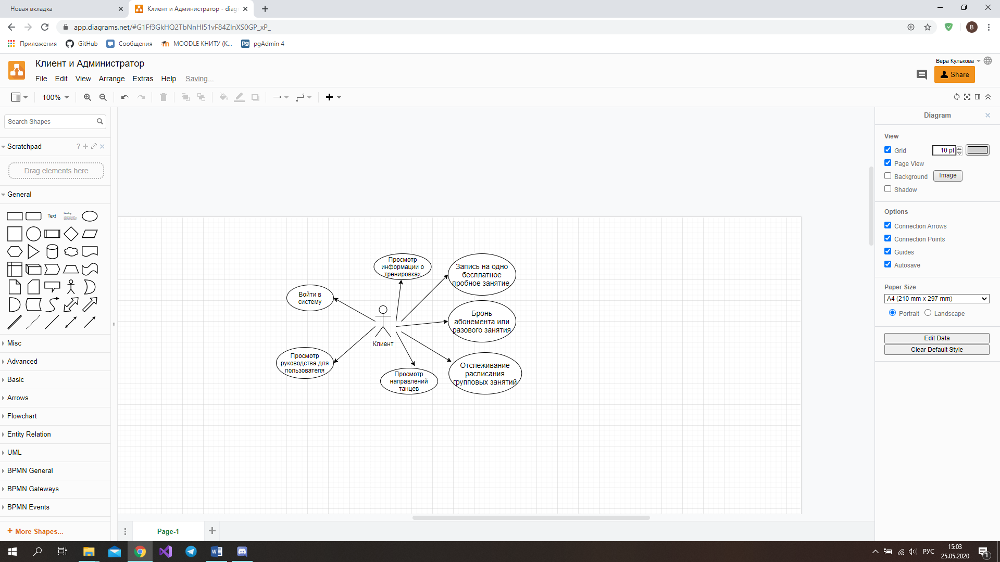 Новая вкладка
Клиент и Администратор - diag
app.diagrams.net/#G1Ff3GkHQ2TbNnHI51vF84ZlnXS0GP_xP_
B
Приложения
GitHub
Сообщения
MOODLE КНИТУ (К...
Pg
pgAdmin 4
Клиент и Администратор
Вера Кулькова
File
Edit
View
Arrange
Extras
Help
Saving...
Share
100%
Search Shapes
Diagram
Scratchpad
?
Drag elements here
General
Text
View
Grid
10 pt
Page View
Background
Image
Shadow
Options
Connection Arrows
Connection Points
Guides
Autosave
Paper Size
A4 (210 mm x 297 mm)
Portrait
Landscape
Edit Data
Clear Default Style
Просмотр
информации о
тренировках
Запись на одно
бесплатное
пробное занятие
Войти в
систему
Бронь
абонемента или
разового занятия
Клиент
Просмотр
руководства для
пользователя
Отслеживание
расписания
групповых занятий
Просмотр
направлений
танцев
Misc
Advanced
Basic
Arrows
Flowchart
Entity Relation
UML
BPMN General
BPMN Gateways
BPMN Events
+ More Shapes...
Page-1
РУС
15:03
25.05.2020
1